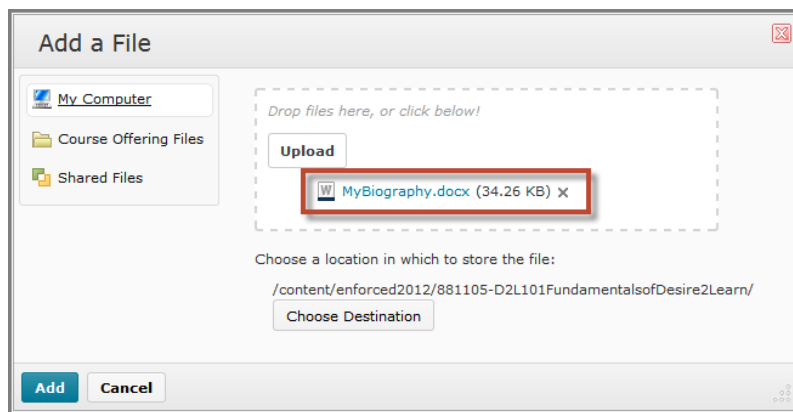 Add a File
My Computer
Course Offering Files
Shared Files
Drop files here, or click below!
Upload
MyBiography.docx (34.26 KB) ×
Choose a location in which to store the file:
/content/enforced2012/881105-D2L101FundamentalsofDesire2Learn/
Choose Destination
Add Cancel